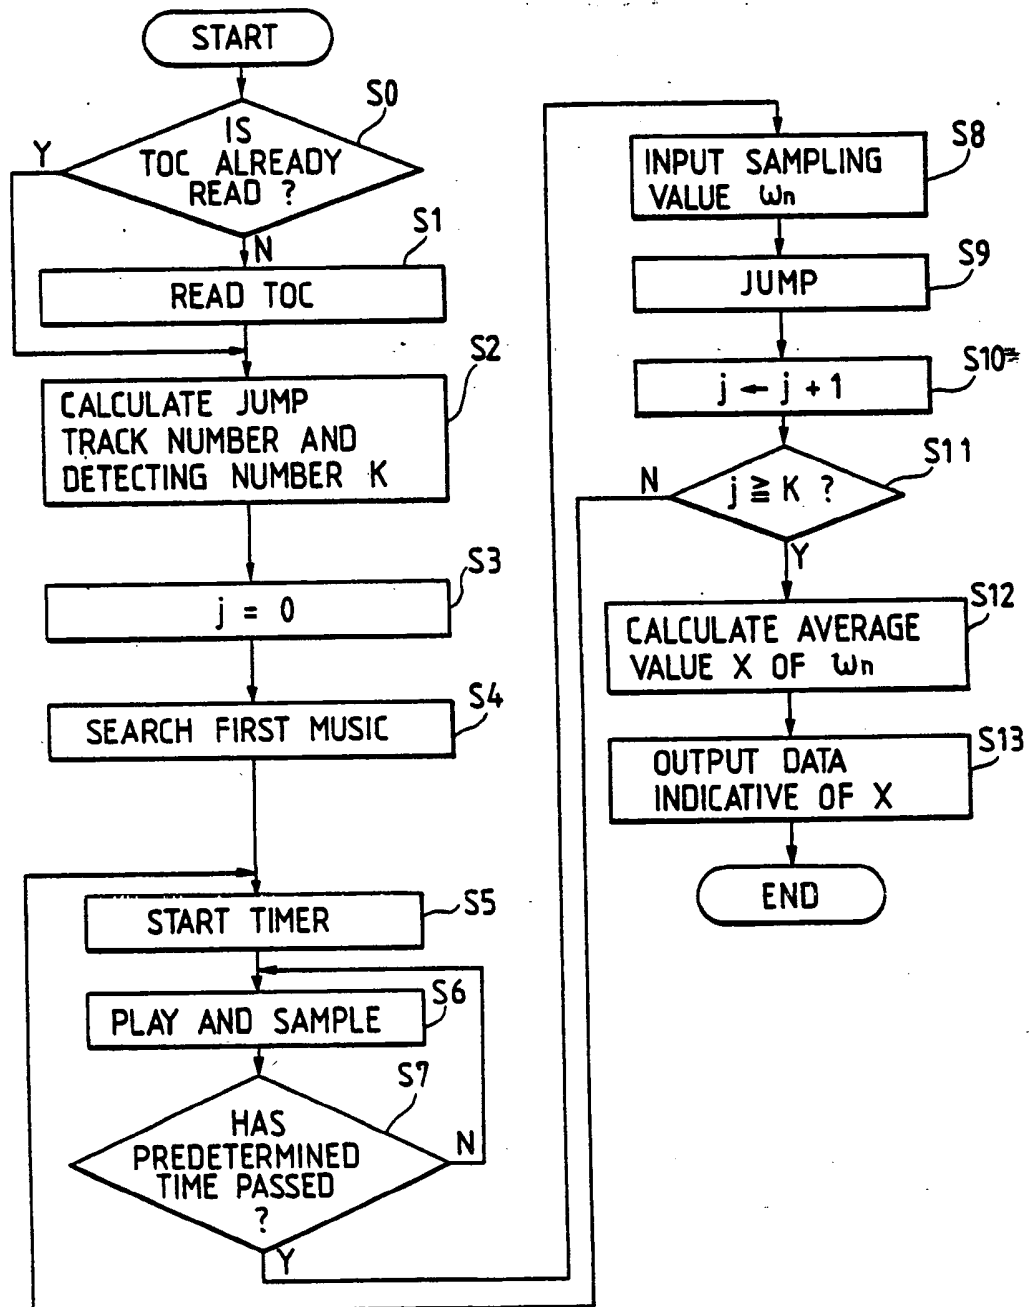 START
S0
IS
TOC ALREADY
READ ?
Y
N
S1
READ TOC
S2
CALCULATE JUMP
TRACK NUMBER AND
DETECTING NUMBER K
S3
j = 0
S4
SEARCH FIRST MUSIC
S5
START TIMER
S6
PLAY AND SAMPLE
S7
HAS
PREDETERMINED
TIME PASSED
?
N
Y
S8
INPUT SAMPLING
VALUE ωn
S9
JUMP
S10
j ← j + 1
S11
j ≧ K ?
N
Y
S12
CALCULATE AVERAGE
VALUE X OF ωn
S13
OUTPUT DATA
INDICATIVE OF X
END